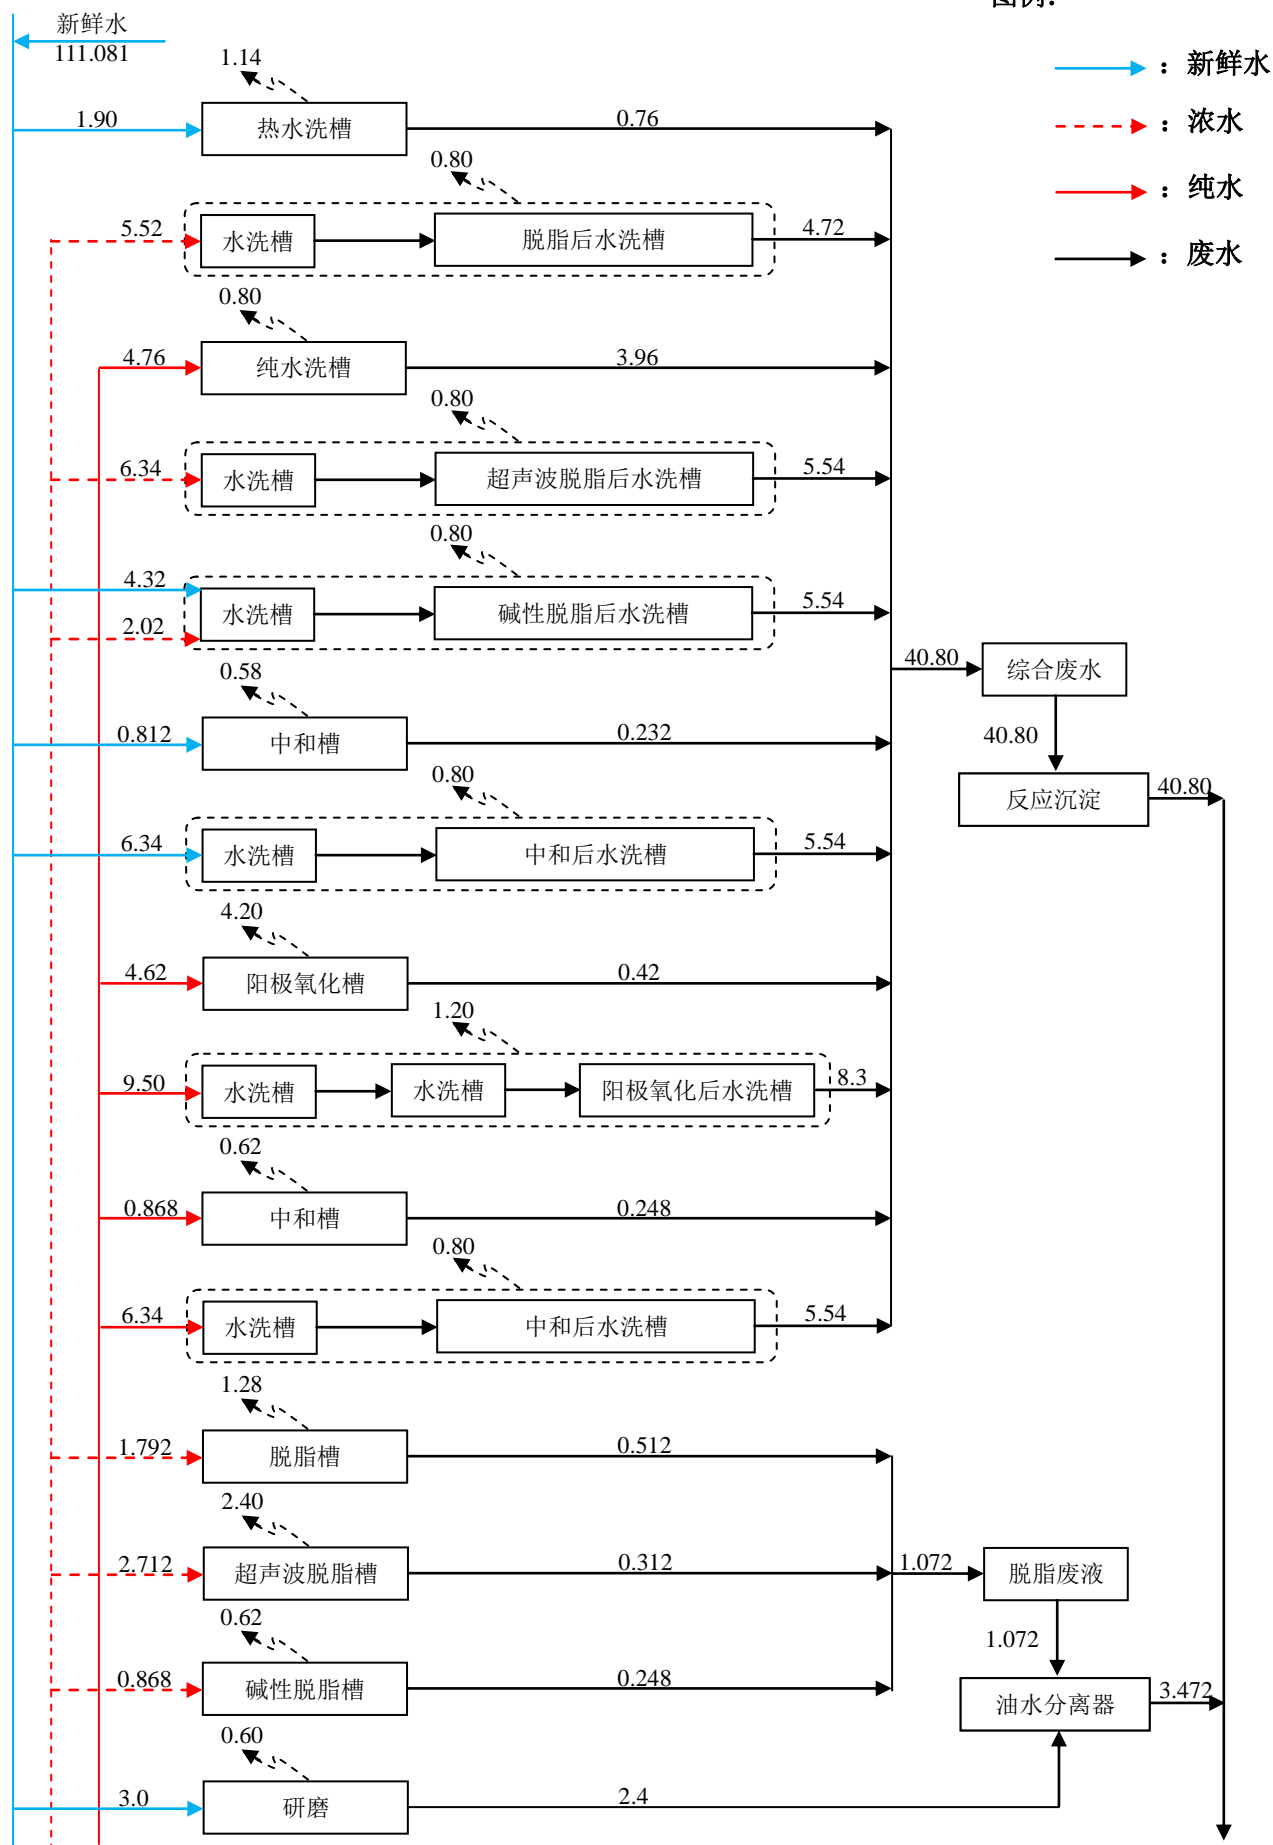 图例:
新鲜水
111.081
：新鲜水
：浓水
：纯水
：废水
1.14
1.90
热水洗槽
0.76
0.80
5.52
水洗槽
脱脂后水洗槽
4.72
0.80
4.76
纯水洗槽
3.96
0.80
6.34
水洗槽
超声波脱脂后水洗槽
5.54
0.80
4.32
2.02
水洗槽
碱性脱脂后水洗槽
5.54
40.80
综合废水
0.58
0.812
中和槽
0.232
40.80
反应沉淀
40.80
0.80
6.34
水洗槽
中和后水洗槽
5.54
4.20
4.62
阳极氧化槽
0.42
1.20
9.50
水洗槽
水洗槽
阳极氧化后水洗槽
8.3
0.62
0.868
中和槽
0.248
0.80
6.34
水洗槽
中和后水洗槽
5.54
1.28
1.792
脱脂槽
0.512
2.40
2.712
超声波脱脂槽
0.312
1.072
脱脂废液
1.072
0.62
0.868
碱性脱脂槽
0.248
油水分离器
3.472
0.60
3.0
研磨
2.4